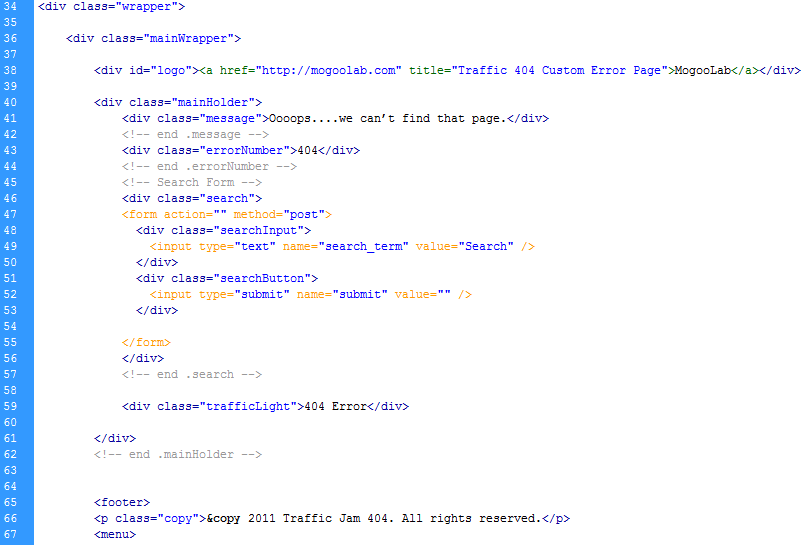 34 <div class="wrapper">
35
36 <div class="mainWrapper">
37
38 <div id="logo"><a href="http://mogoolab.com" title="Traffic 404 Custom Error Page">MogooLab</a></div>
39
40 <div class="mainHolder">
41 <div class="message">Oooops....we can’t find that page.</div>
42 <!-- end .message -->
43 <div class="errorNumber">404</div>
44 <!-- end .errorNumber -->
45 <!-- Search Form -->
46 <div class="search">
47 <form action="" method="post">
48 <div class="searchInput">
49 <input type="text" name="search_term" value="Search" />
50 </div>
51 <div class="searchButton">
52 <input type="submit" name="submit" value="" />
53 </div>
54
55 </form>
56 </div>
57 <!-- end .search -->
58
59 <div class="trafficLight">404 Error</div>
60
61 </div>
62 <!-- end .mainHolder -->
63
64
65 <footer>
66 <p class="copy">&copy 2011 Traffic Jam 404. All rights reserved.</p>
67 <menu>